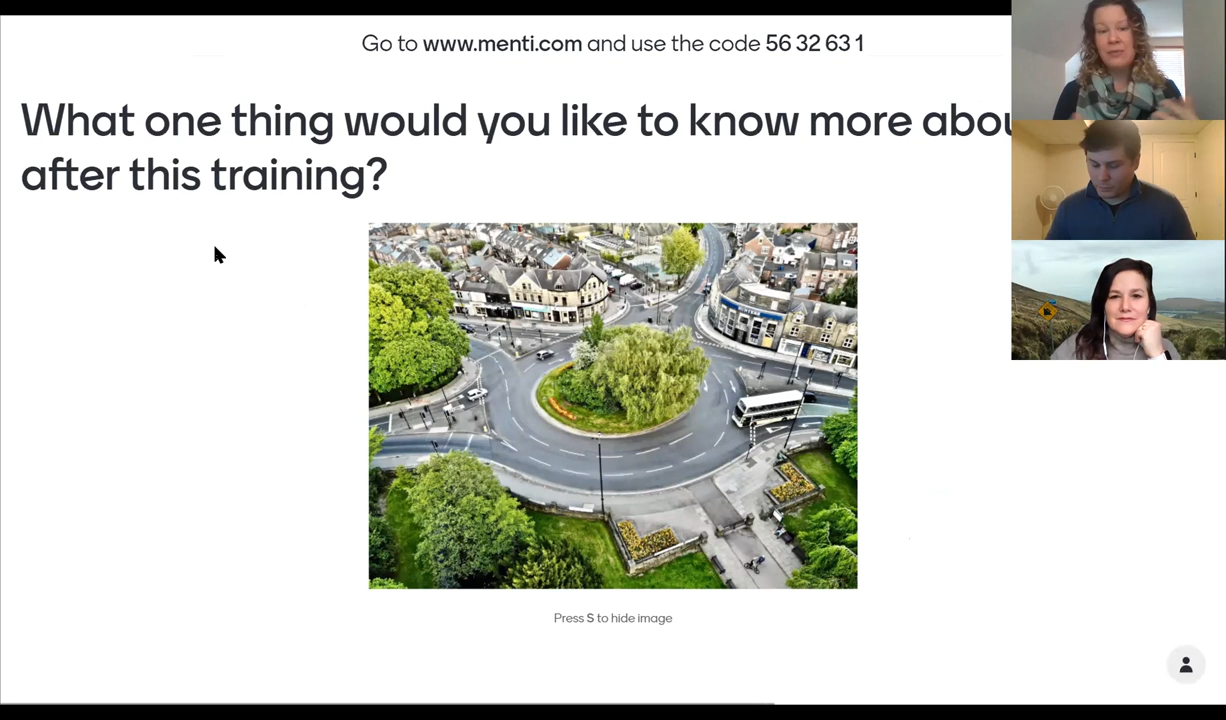 Go to www.menti.com and use the code 56 32 63 1
What one thing would you like to know more abou
after this training?
Press S to hide image